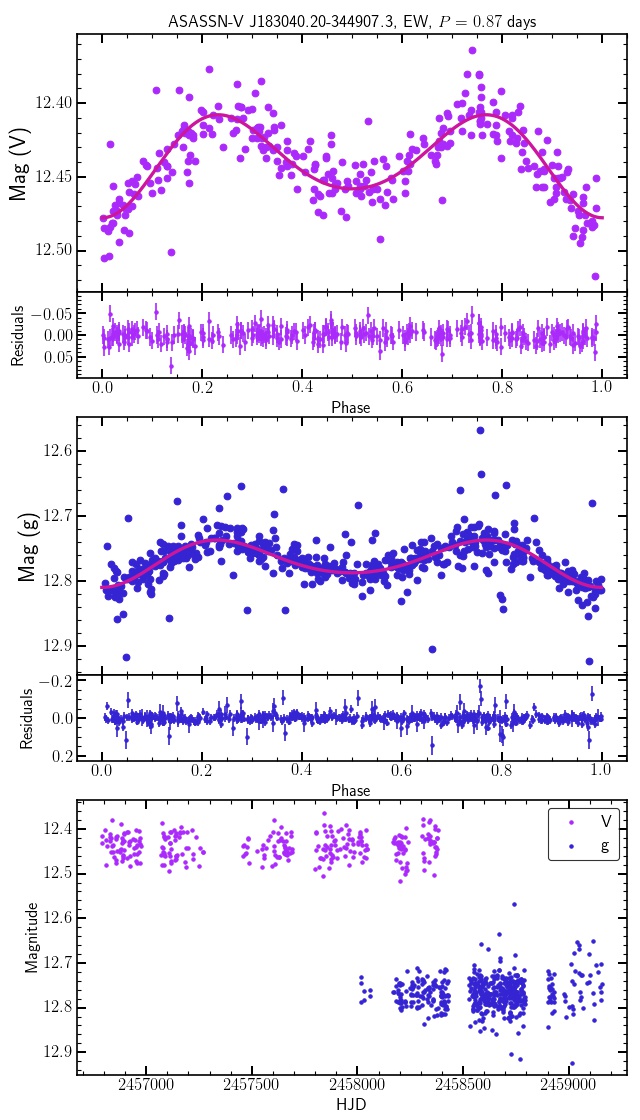 ASASSN-V J183040.20-344907.3, EW, P = 0.87 days
Mag (V)
12.40
12.45
12.50
Residuals
−0.05
0.00
0.05
0.0 0.2 0.4 0.6 0.8 1.0
Phase
Mag (g)
12.6
12.7
12.8
12.9
Residuals
−0.2
0.0
0.2
0.0 0.2 0.4 0.6 0.8 1.0
Phase
Magnitude
12.4
12.5
12.6
12.7
12.8
12.9
V
g
2457000 2457500 2458000 2458500 2459000
HJD